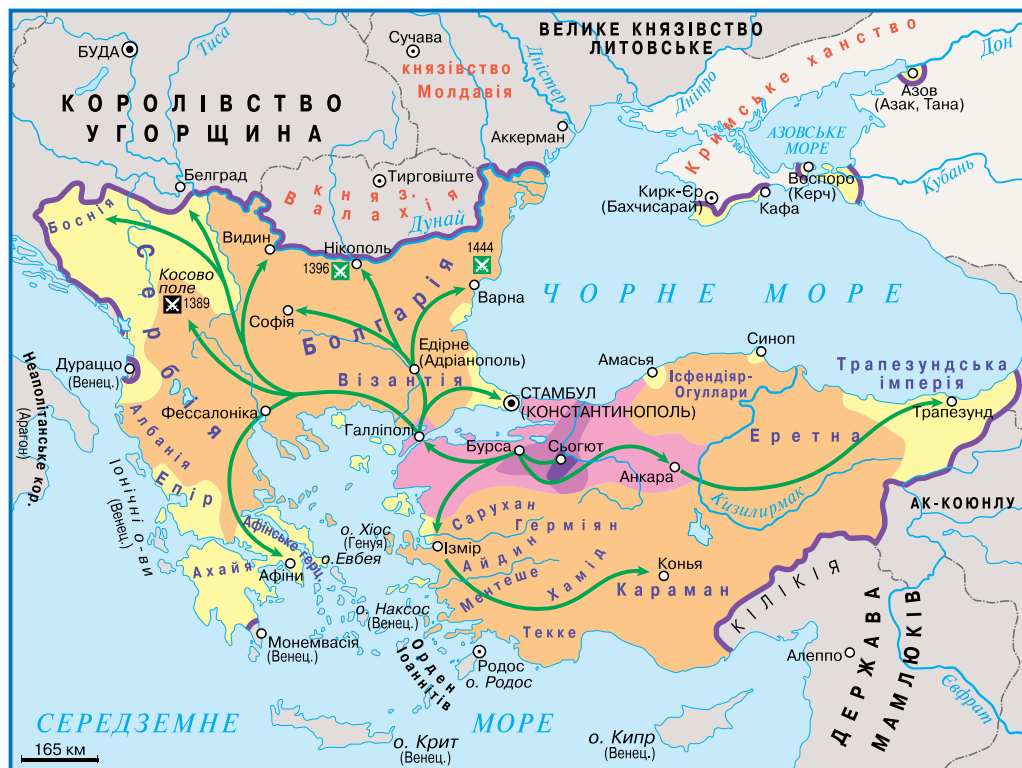 БУДА
Тиса
Сучава
КНЯЗІВСТВО
Молдавія
Дністер
ВЕЛИКЕ КНЯЗІВСТВО
ЛИТОВСЬКЕ
Дніпро
Кримське ханство
Дон
Азов
(Азак, Тана)
КОРОЛІВСТВО
УГОРЩИНА
Аккерман
АЗОВСЬКЕ
МОРЕ
Кубань
Белград
Тирговіште
КНЯЗ.
Валахія
Дунай
Кирк-Єр
(Бахчисарай)
Воспоро
(Керч)
Кафа
Боснія
Сербія
Видин
Нікополь
1396
1444
Косово
поле
1389
Софія
Болгарія
Варна
ЧОРНЕ МОРЕ
Едірне
(Адріанополь)
Візантія
Синоп
Амасья
Ісфендіяр-
Огуллари
Трапезундська
імперія
Трапезунд
Дураццо
(Венец.)
Неаполітанське кор.
(Арагон)
Албанія
Фессалоніка
СТАМБУЛ
(КОНСТАНТИНОПОЛЬ)
Галліполь
Бурса
Сьогют
Анкара
Еретна
Кизилирмак
АК-КОЮНЛУ
Іонічні о-ви
(Венец.)
Епір
Афінське герц.
о. Хіос
(Генуя)
о.Евбея
Сарухан
Герміян
Ізмір
Айдин
Ментеше
Хамід
Конья
Караман
Текке
КІЛІКІЯ
Ахайя
Афіни
о. Наксос
(Венец.)
Монемвасія
(Венец.)
Орден
Іоаннітів
Родос
о. Родос
Алеппо
ДЕРЖАВА
МАМЛЮКІВ
Євфрат
СЕРЕДЗЕМНЕ МОРЕ
о. Крит
(Венец.)
о. Кипр
(Венец.)
165 км